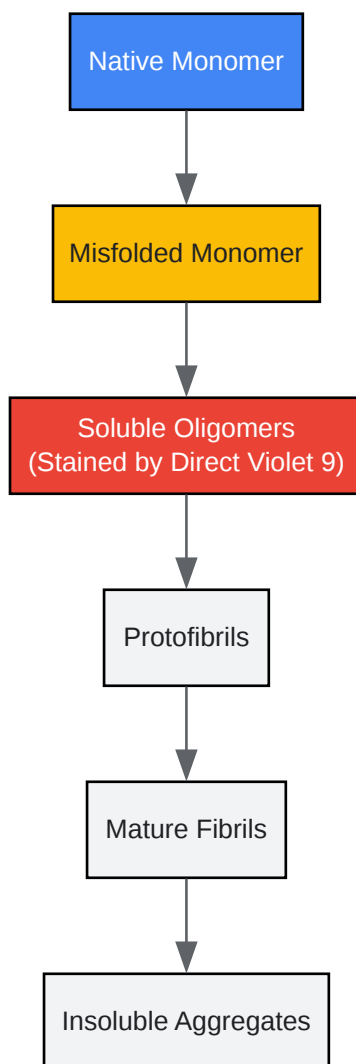 Native Monomer
Misfolded Monomer
Soluble Oligomers
(Stained by Direct Violet 9)
Protofibrils
Mature Fibrils
Insoluble Aggregates